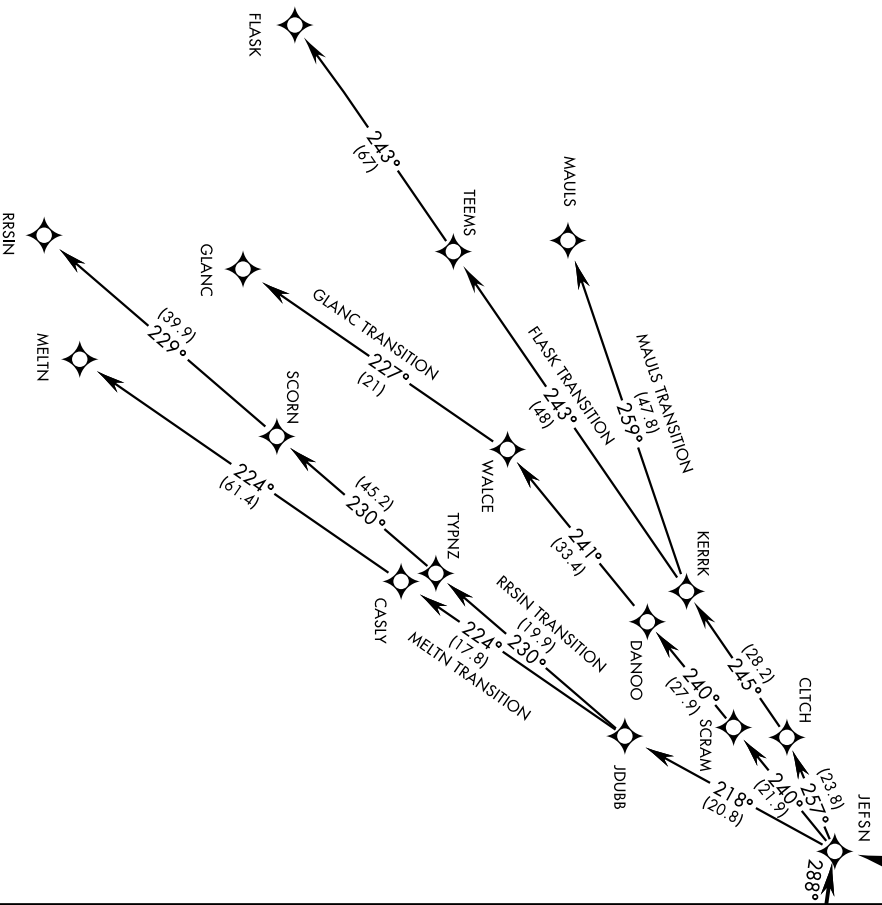 FLASK
243°
(67)
MAULS
TEEMS
RRSIN
GLANC
GLANC TRANSITION
227°
(21)
FLASK TRANSITION
243°
(48)
MAULS TRANSITION
(47.8)
259°
(39.9)
229°
MELTN
SCORN
WALCE
224°
(61.4)
(45.2)
230°
TYPNZ
241°
(33.4)
KERRK
CASLY
RRSIN TRANSITION
(19.9)
230°
224°
(17.8)
MELTN TRANSITION
DANOO
(28.2)
245°
240°
(27.9)
CLTCH
SCRAM
JDUBB
218°
(20.8)
240°
(21.9)
(23.8)
257°
JEFSN
288°